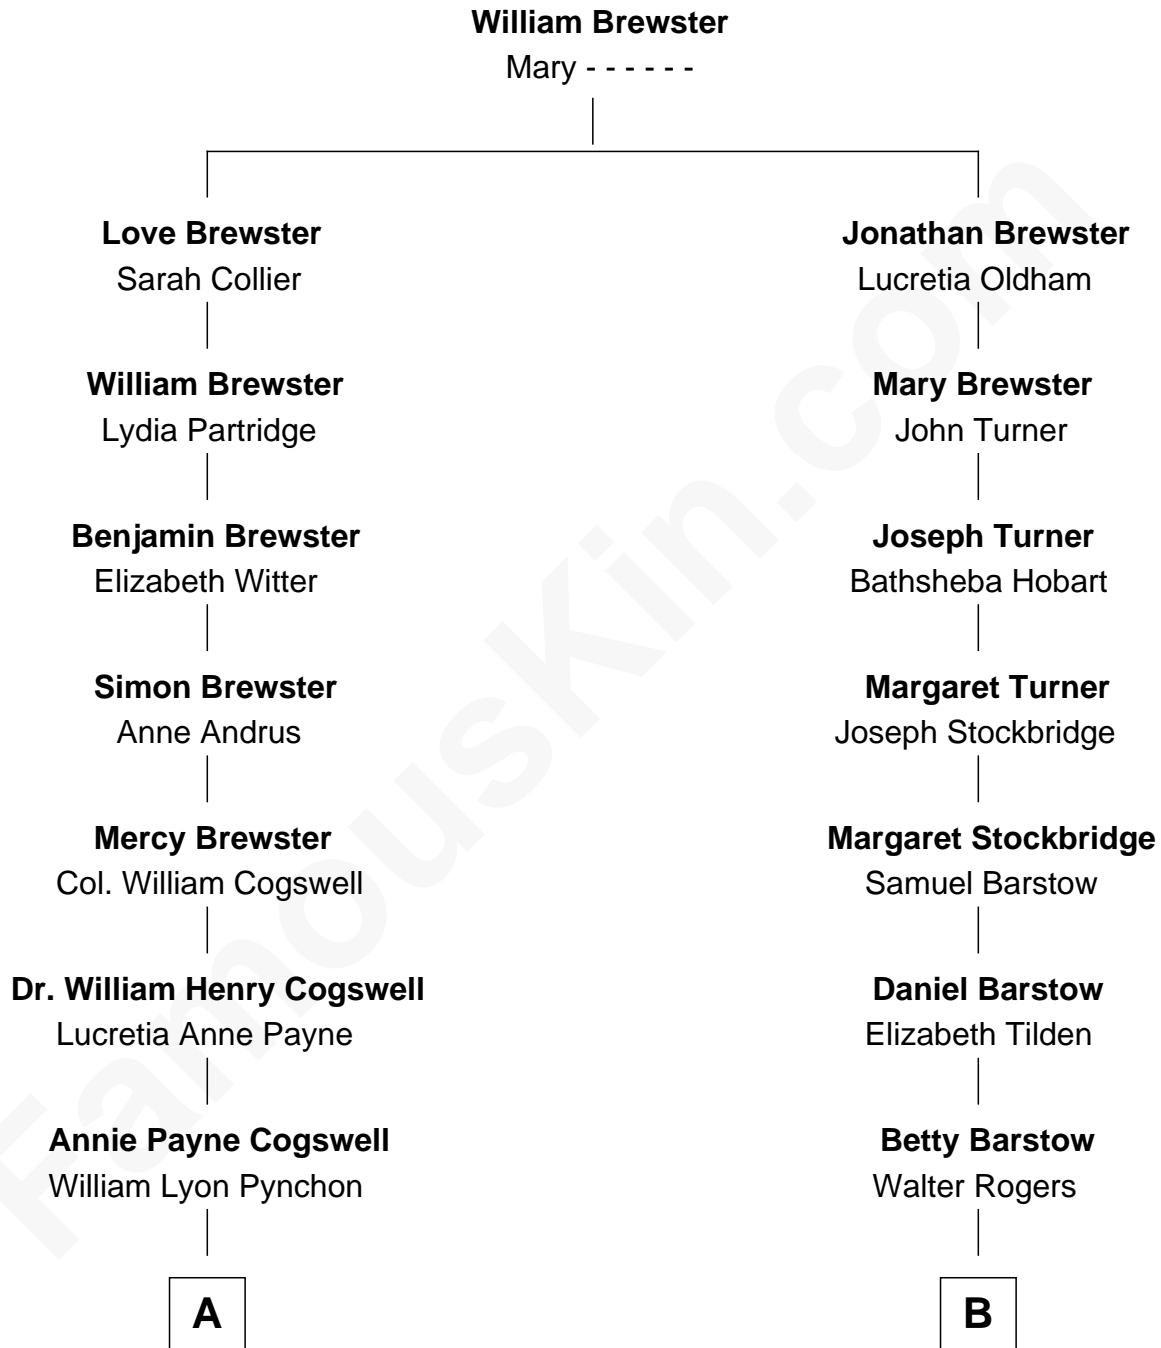 William Brewster
Mary - - - - - -
Love Brewster
Sarah Collier
Jonathan Brewster
Lucretia Oldham
William Brewster
Lydia Partridge
Mary Brewster
John Turner
Benjamin Brewster
Elizabeth Witter
Joseph Turner
Bathsheba Hobart
Simon Brewster
Anne Andrus
Margaret Turner
Joseph Stockbridge
Mercy Brewster
Col. William Cogswell
Margaret Stockbridge
Samuel Barstow
Dr. William Henry Cogswell
Lucretia Anne Payne
Daniel Barstow
Elizabeth Tilden
Annie Payne Cogswell
William Lyon Pynchon
Betty Barstow
Walter Rogers
A
B
FamousKin.com